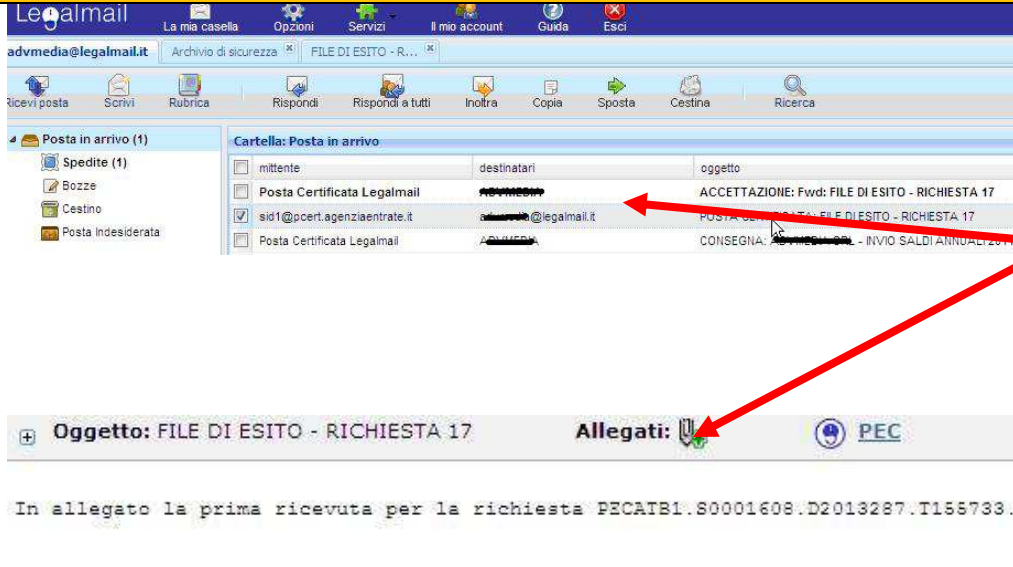 Legalmail
La mia casella Opzioni Servizi Il mio account Guida Esci
advmedia@legalmail.it Archivio di sicurezza FILE DI ESITO - R...
Ricevi posta Scrivi Rubrica Rispondi Rispondi a tutti Inoltra Copia Sposta Cestina Ricerca
Posta in arrivo (1)
Spedite (1)
Bozze
Cestino
Posta Indesiderata
Cartella: Posta in arrivo
mittente destinatari oggetto
Posta Certificata Legalmail ACCETTAZIONE: Fwd: FILE DI ESITO - RICHIESTA 17
sid1@pcert.agenziaentrate.it @legalmail.it POSTA CERTIFICATA: FILE DI ESITO - RICHIESTA 17
Posta Certificata Legalmail CONSEGNA: - INVIO SALDI ANNUALI
Oggetto: FILE DI ESITO - RICHIESTA 17 Allegati: PEC
In allegato la prima ricevuta per la richiesta PECATB1.S0001608.D2013287.T155733.